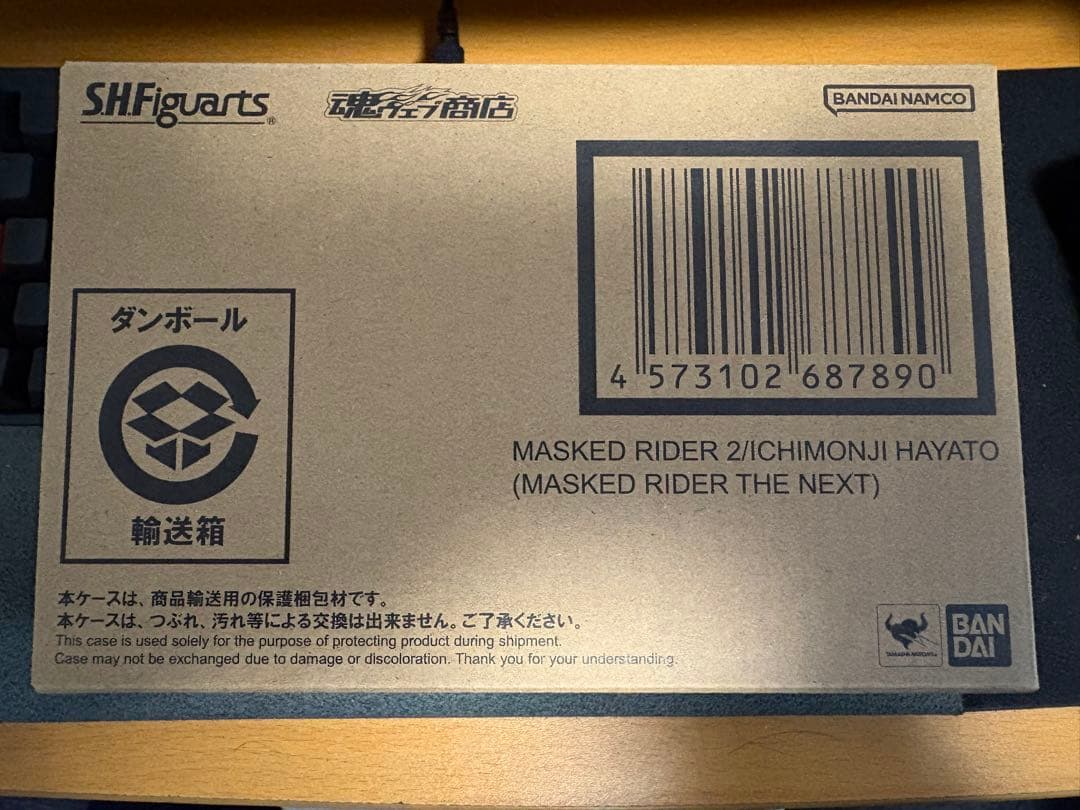 S.H.Figuarts®
魂ウェブ商店
BANDAI NAMCO
4 573102 687890
MASKED RIDER 2/ICHIMONJI HAYATO
(MASKED RIDER THE NEXT)
ダンボール
輸送箱
本ケースは、商品輸送用の保護梱包材です。
本ケースは、つぶれ、汚れ等による交換は出来ません。ご了承ください。
This case is used solely for the purpose of protecting product during shipment.
Case may not be exchanged due to damage or discoloration. Thank you for your understanding.
TAMASHII NATIONS
BAN
DAI